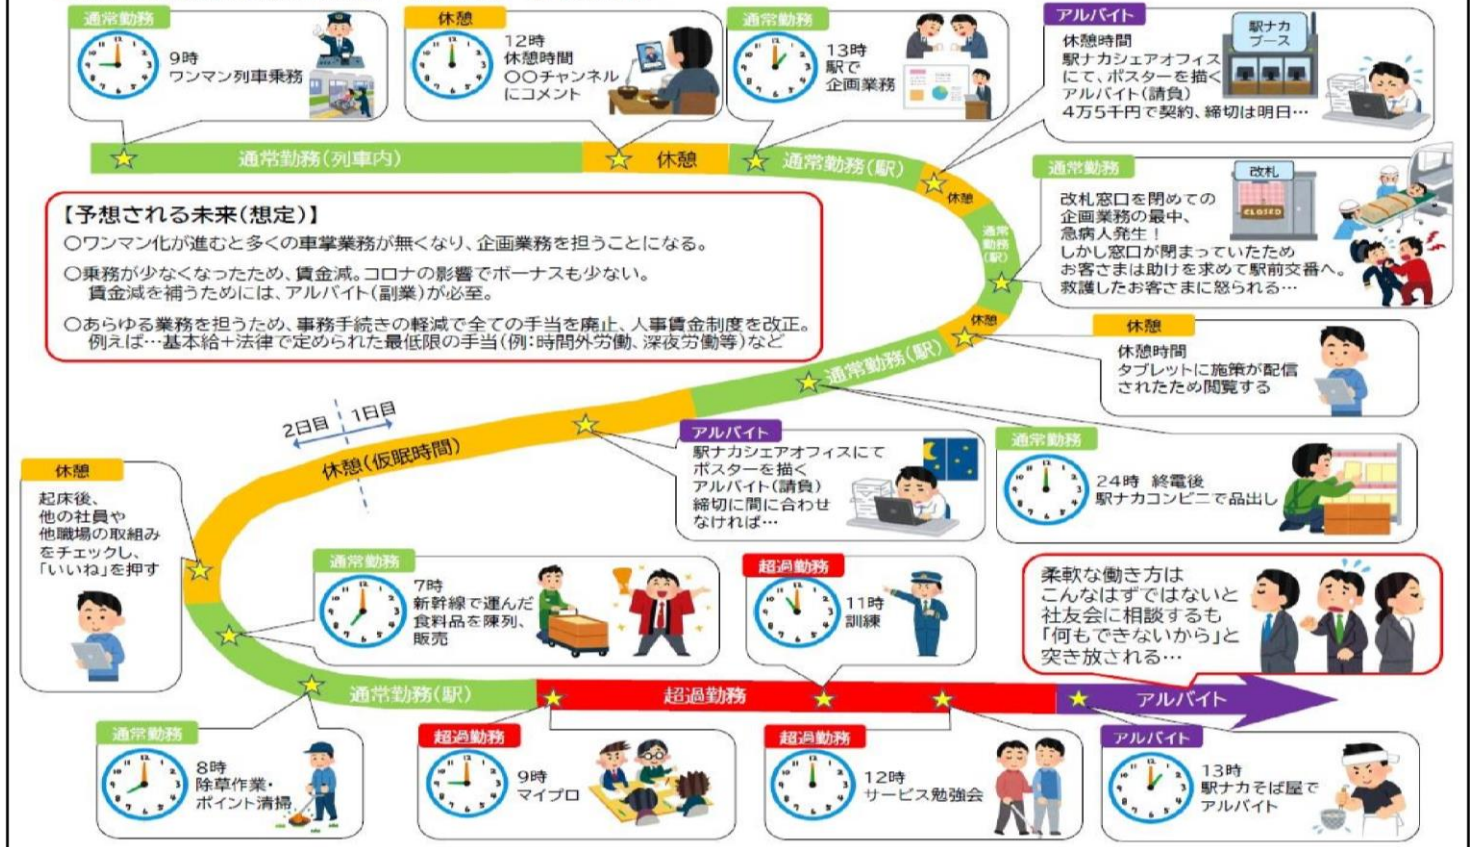 通常勤務
9時
ワンマン列車乗務
休憩
12時
休憩時間
〇〇チャンネル
にコメント
通常勤務
13時
駅で
企画業務
アルバイト
休憩時間
駅ナカシェアオフィス
にて、ポスターを描く
アルバイト(請負)
4万5千円で契約、締切は明日…
駅ナカ
ブース
通常勤務(列車内)
休憩
通常勤務(駅)
休憩
通常
勤務
(駅)
休憩
通常勤務(駅)
通常勤務
改札窓口を閉めての
企画業務の最中、
急病人発生！
しかし窓口が閉まっていたため
お客さまは助けを求めて駅前交番へ。
救護したお客さまに怒られる…
改札
CLOSED
【予想される未来(想定)】
○ワンマン化が進むと多くの車掌業務が無くなり、企画業務を担うことになる。
○乗務が少なくなったため、賃金減。コロナの影響でボーナスも少ない。
賃金減を補うためには、アルバイト(副業)が必至。
○あらゆる業務を担うため、事務手続きの軽減で全ての手当を廃止、人事賃金制度を改正。
例えば…基本給+法律で定められた最低限の手当(例:時間外労働、深夜労働等)など
休憩
休憩時間
タブレットに施策が配信
されたため閲覧する
2日目
1日目
休憩(仮眠時間)
アルバイト
駅ナカシェアオフィスにて
ポスターを描く
アルバイト(請負)
締切に間に合わせ
なければ…
通常勤務
24時 終電後
駅ナカコンビニで品出し
休憩
起床後、
他の社員や
他職場の取組み
をチェックし、
「いいね」を押す
通常勤務
7時
新幹線で運んだ
食料品を陳列、
販売
超過勤務
11時
訓練
柔軟な働き方は
こんなはずではないと
社友会に相談するも
「何もできないから」と
突き放される…
通常勤務(駅)
超過勤務
アルバイト
通常勤務
8時
除草作業・
ポイント清掃
超過勤務
9時
マイプロ
超過勤務
12時
サービス勉強会
アルバイト
13時
駅ナカそば屋で
アルバイト